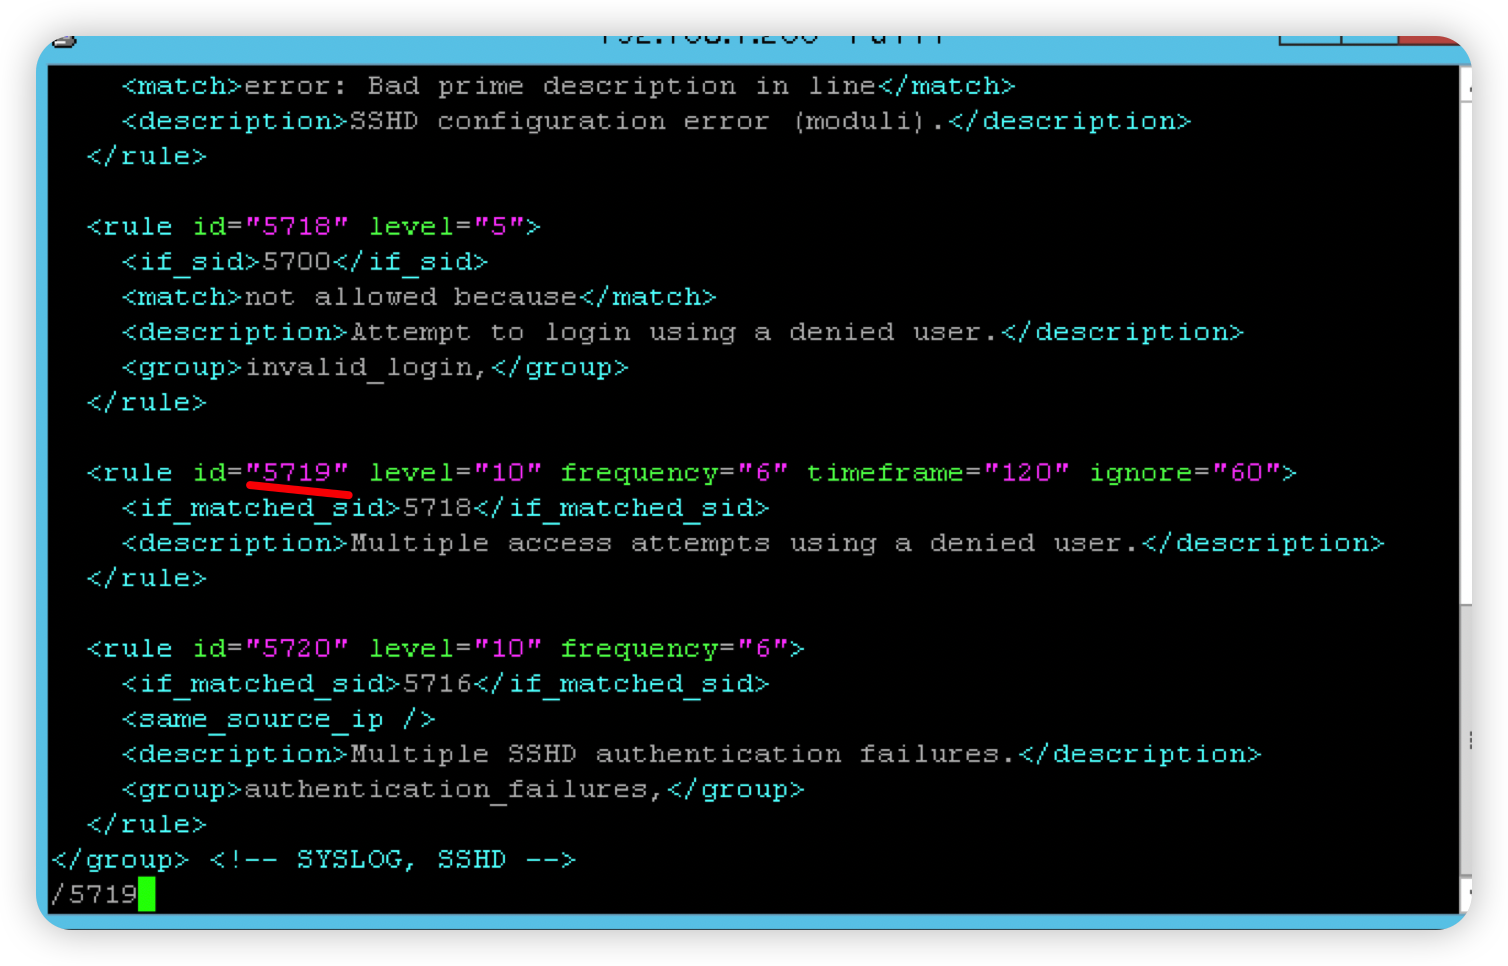 <match>error: Bad prime description in line</match>
    <description>SSHD configuration error (moduli).</description>
  </rule>

  <rule id="5718" level="5">
    <if_sid>5700</if_sid>
    <match>not allowed because</match>
    <description>Attempt to login using a denied user.</description>
    <group>invalid_login,</group>
  </rule>

  <rule id="5719" level="10" frequency="6" timeframe="120" ignore="60">
    <if_matched_sid>5718</if_matched_sid>
    <description>Multiple access attempts using a denied user.</description>
  </rule>

  <rule id="5720" level="10" frequency="6">
    <if_matched_sid>5716</if_matched_sid>
    <same_source_ip />
    <description>Multiple SSHD authentication failures.</description>
    <group>authentication_failures,</group>
  </rule>
</group> <!-- SYSLOG, SSHD -->
/5719